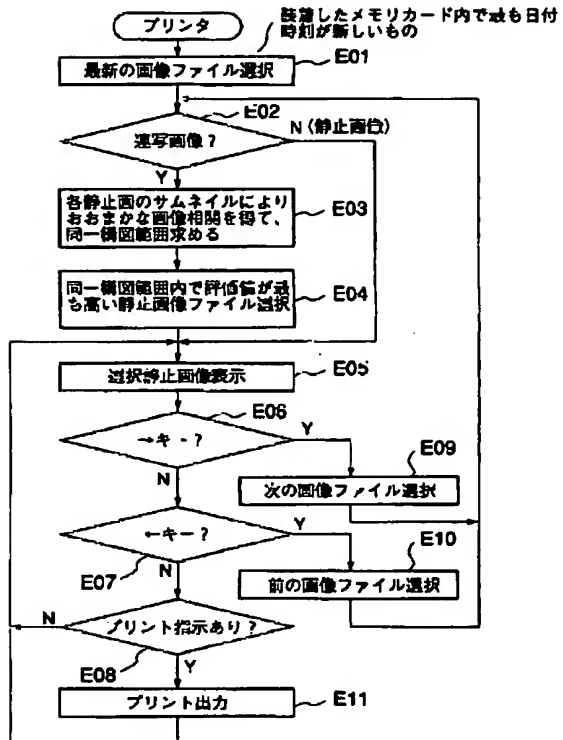 プリンタ
装着したメモリカード内で最も日付
時刻が新しいもの
最新の画像ファイル選択
E01
E02
連写画像?
N(静止画像)
Y
各静止画のサムネイルにより
おおまかな画像相関を得て、
同一構図範囲求める
E03
同一構図範囲内で評価値が最
も高い静止画像ファイル選択
E04
選択静止画像表示
E05
E06
→キー?
Y
E09
N
次の画像ファイル選択
←キー?
Y
E10
E07
N
前の画像ファイル選択
N
プリント指示あり?
E08
Y
プリント出力
E11